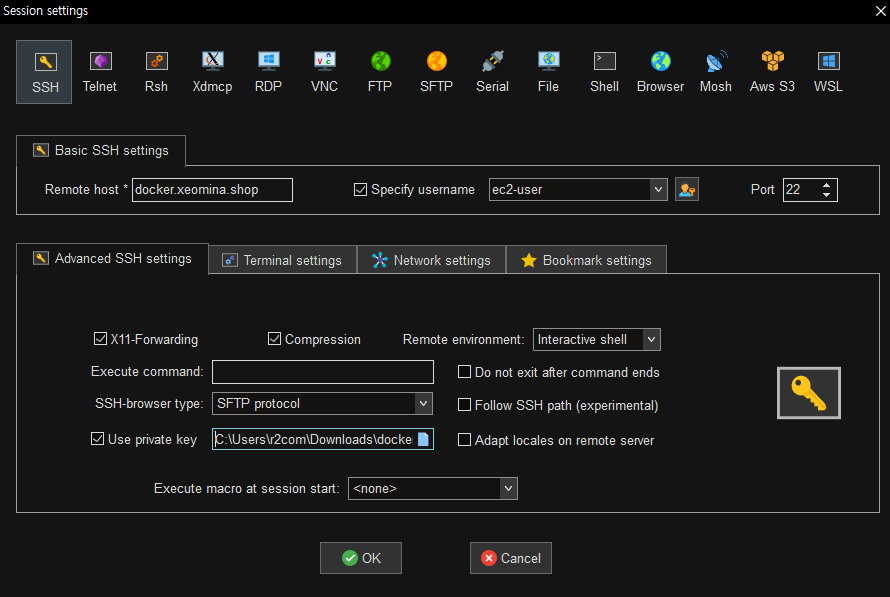 Session settings
SSH Telnet Rsh Xdmcp RDP VNC FTP SFTP Serial File Shell Browser Mosh Aws S3 WSL
Basic SSH settings
Remote host * docker.xeomina.shop Specify username ec2-user Port 22
Advanced SSH settings Terminal settings Network settings Bookmark settings
X11-Forwarding Compression Remote environment: Interactive shell
Execute command: Do not exit after command ends
SSH-browser type: SFTP protocol Follow SSH path (experimental)
Use private key C:\Users\r2com\Downloads\docke Adapt locales on remote server
Execute macro at session start: <none>
OK Cancel